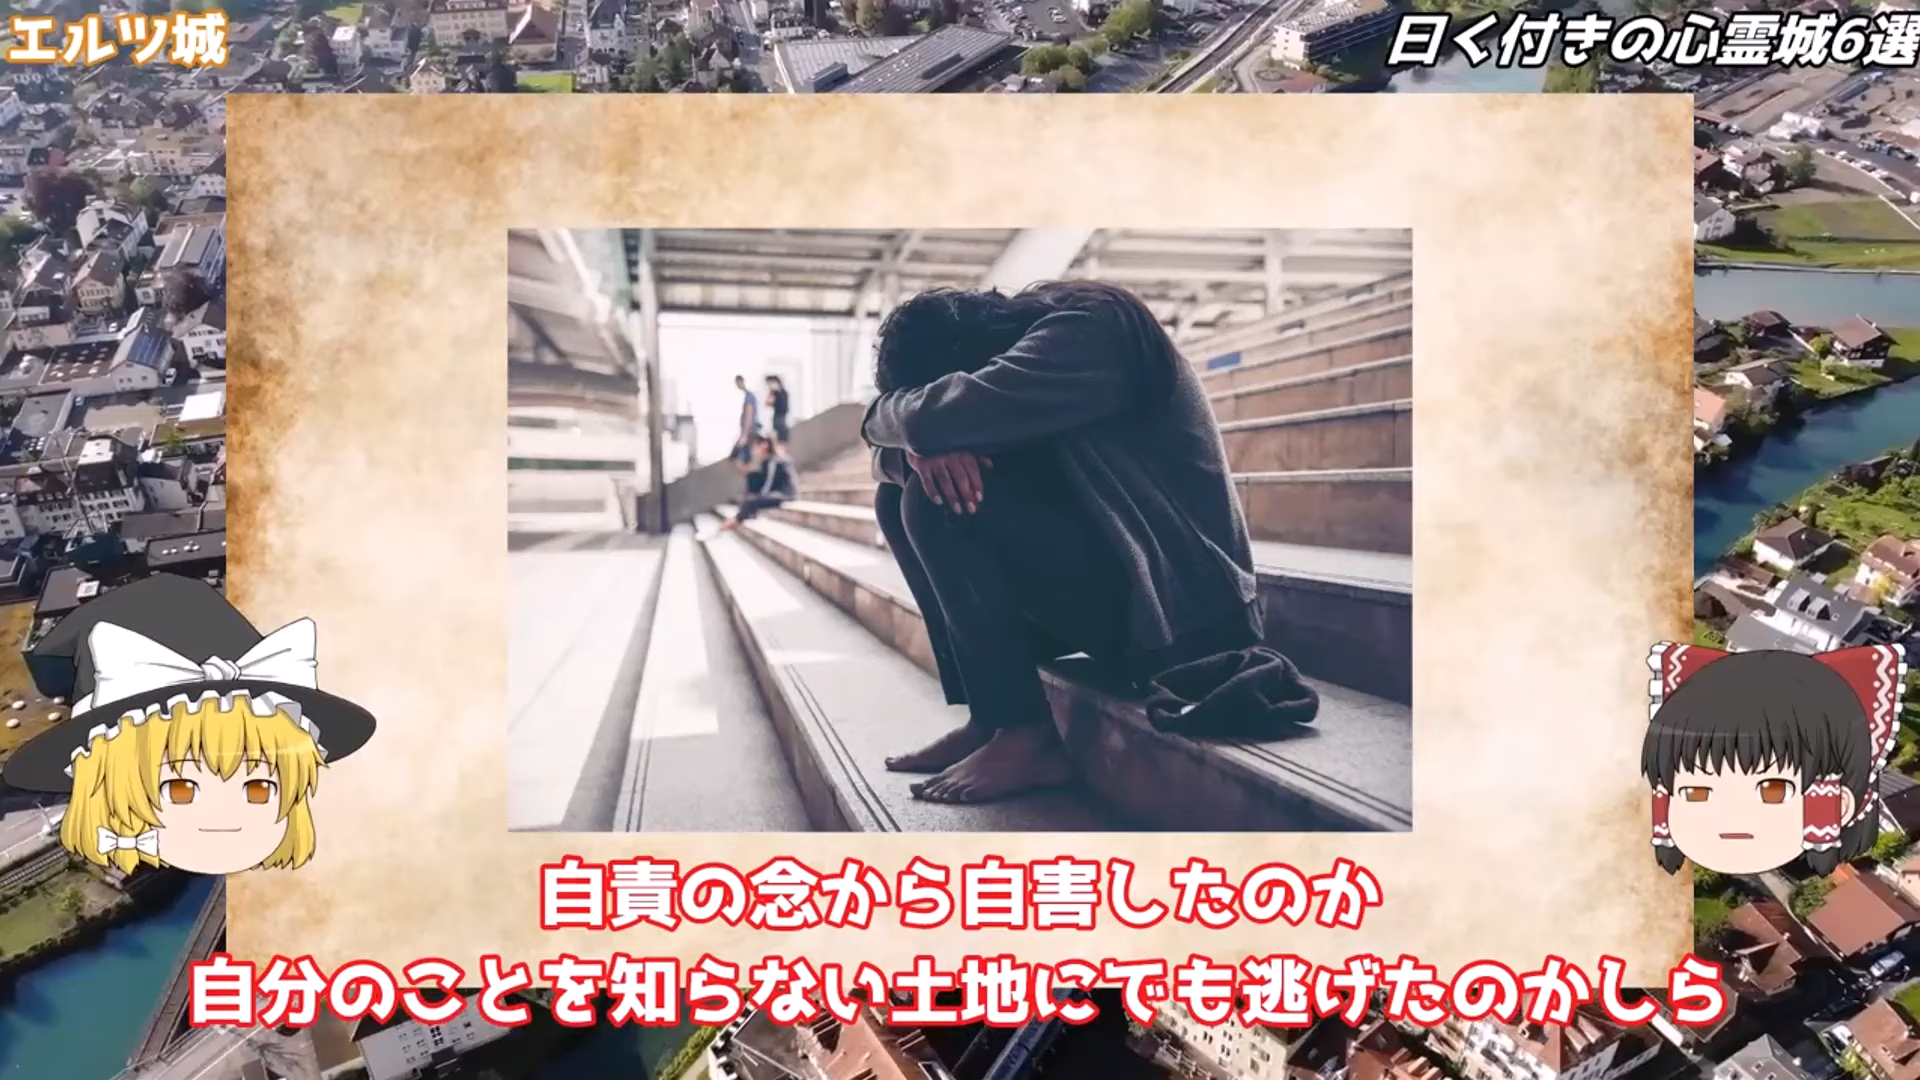 エルツ城
曰く付きの心霊城6選
自責の念から自害したのか
自分のことを知らない土地にでも逃げたのかしら